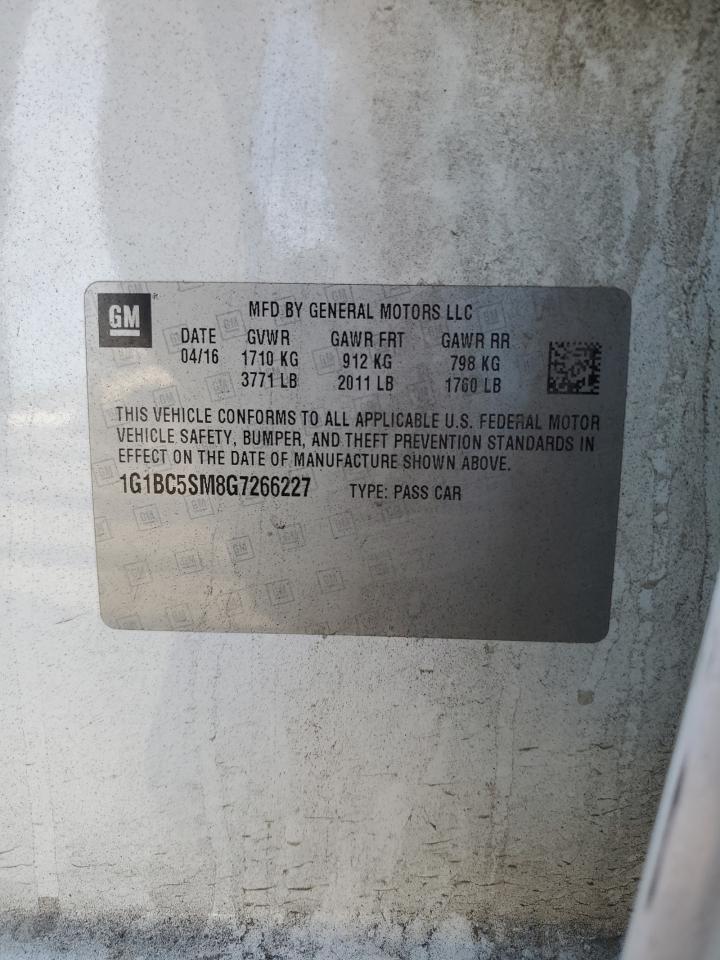 GM
MFD BY GENERAL MOTORS LLC
DATE GVWR GAWR FRT GAWR RR
04/16 1710 KG 912 KG 798 KG
3771 LB 2011 LB 1760 LB
THIS VEHICLE CONFORMS TO ALL APPLICABLE U.S. FEDERAL MOTOR
VEHICLE SAFETY, BUMPER, AND THEFT PREVENTION STANDARDS IN
EFFECT ON THE DATE OF MANUFACTURE SHOWN ABOVE.
1G1BC5SM8G7266227 TYPE: PASS CAR